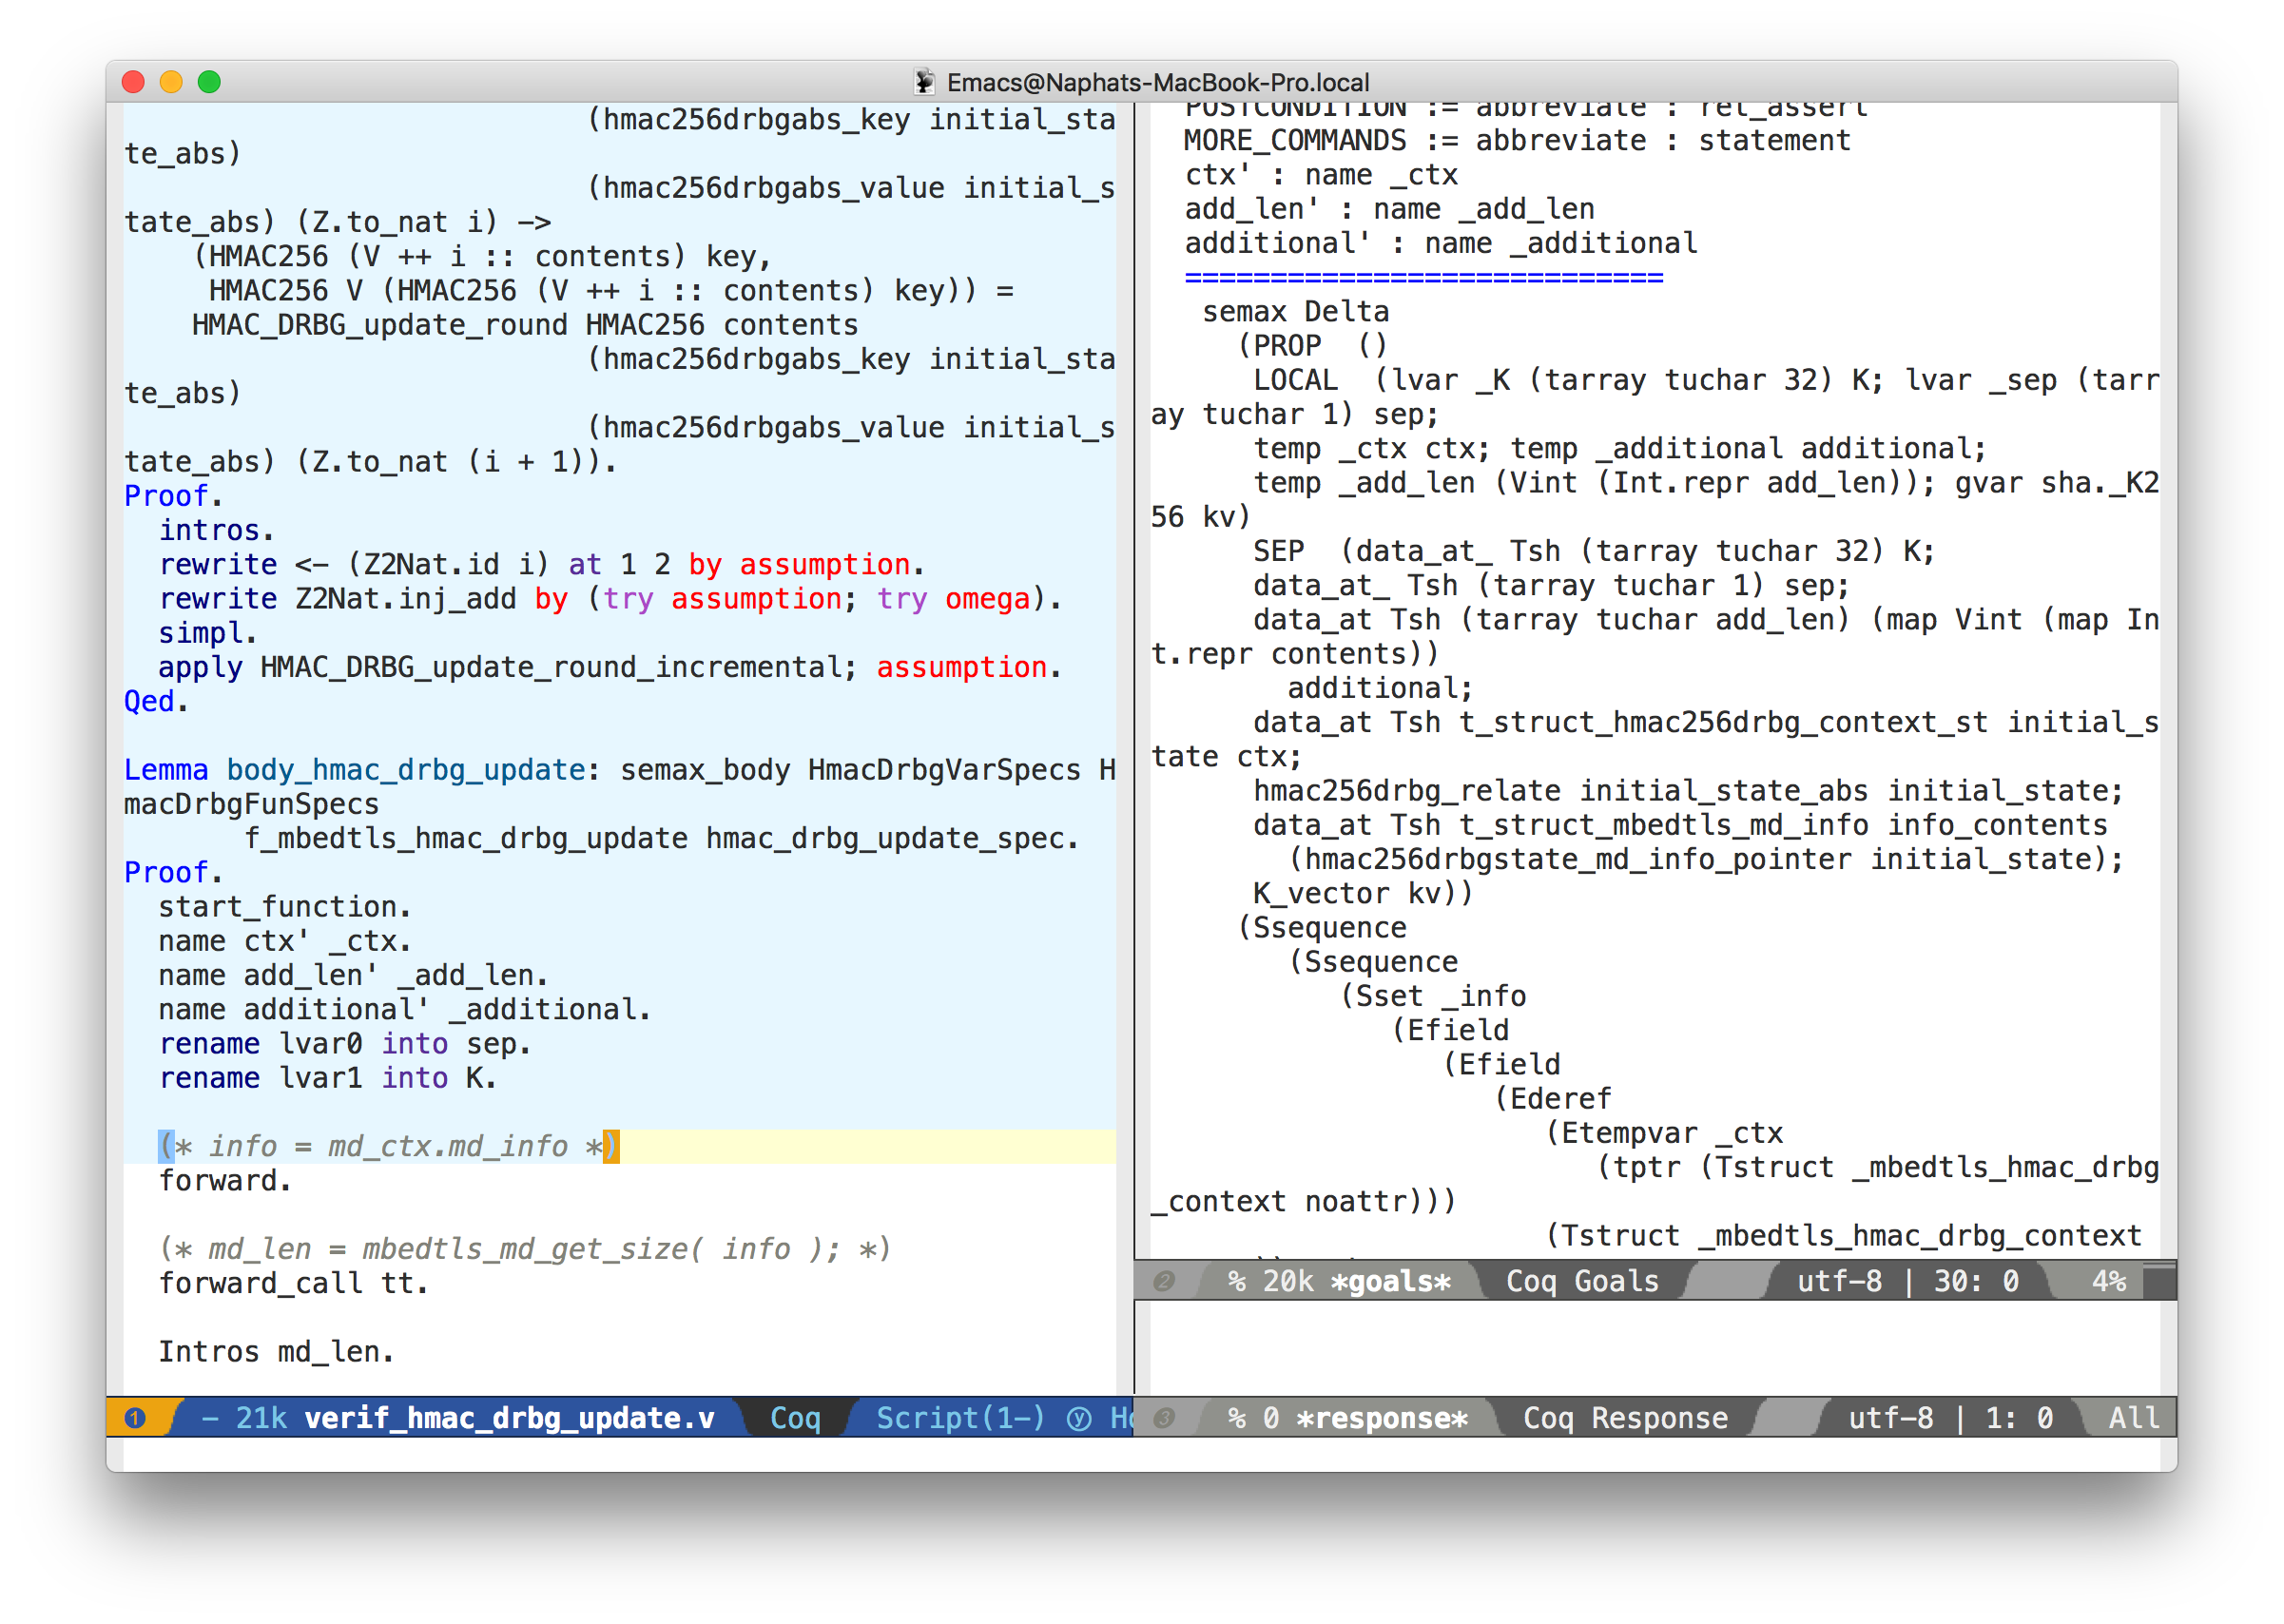 Emacs@Naphats-MacBook-Pro.local
(hmac256drbgabs_key initial_sta
te_abs)
(hmac256drbgabs_value initial_s
tate_abs) (Z.to_nat i) ->
(HMAC256 (V ++ i :: contents) key,
HMAC256 V (HMAC256 (V ++ i :: contents) key)) =
HMAC_DRBG_update_round HMAC256 contents
(hmac256drbgabs_key initial_sta
te_abs)
(hmac256drbgabs_value initial_s
tate_abs) (Z.to_nat (i + 1)).
Proof.
intros.
rewrite <- (Z2Nat.id i) at 1 2 by assumption.
rewrite Z2Nat.inj_add by (try assumption; try omega).
simpl.
apply HMAC_DRBG_update_round_incremental; assumption.
Qed.
Lemma body_hmac_drbg_update: semax_body HmacDrbgVarSpecs H
macDrbgFunSpecs
f_mbedtls_hmac_drbg_update hmac_drbg_update_spec.
Proof.
start_function.
name ctx' _ctx.
name add_len' _add_len.
name additional' _additional.
rename lvar0 into sep.
rename lvar1 into K.
(* info = md_ctx.md_info *)
forward.
(* md_len = mbedtls_md_get_size( info ); *)
forward_call tt.
Intros md_len.
1 - 21k verif_hmac_drbg_update.v Coq Script(1-) ⓨ Ho
POSTCONDITION := abbreviate : ret_assert
MORE_COMMANDS := abbreviate : statement
ctx' : name _ctx
add_len' : name _add_len
additional' : name _additional
============================
semax Delta
(PROP ()
LOCAL (lvar _K (tarray tuchar 32) K; lvar _sep (tarr
ay tuchar 1) sep;
temp _ctx ctx; temp _additional additional;
temp _add_len (Vint (Int.repr add_len)); gvar sha._K2
56 kv)
SEP (data_at_ Tsh (tarray tuchar 32) K;
data_at_ Tsh (tarray tuchar 1) sep;
data_at Tsh (tarray tuchar add_len) (map Vint (map In
t.repr contents))
additional;
data_at Tsh t_struct_hmac256drbg_context_st initial_s
tate ctx;
hmac256drbg_relate initial_state_abs initial_state;
data_at Tsh t_struct_mbedtls_md_info info_contents
(hmac256drbgstate_md_info_pointer initial_state);
K_vector kv))
(Ssequence
(Ssequence
(Sset _info
(Efield
(Efield
(Ederef
(Etempvar _ctx
(tptr (Tstruct _mbedtls_hmac_drbg
_context noattr)))
(Tstruct _mbedtls_hmac_drbg_context
2 % 20k *goals* Coq Goals utf-8 | 30: 0 4%
3 % 0 *response* Coq Response utf-8 | 1: 0 All